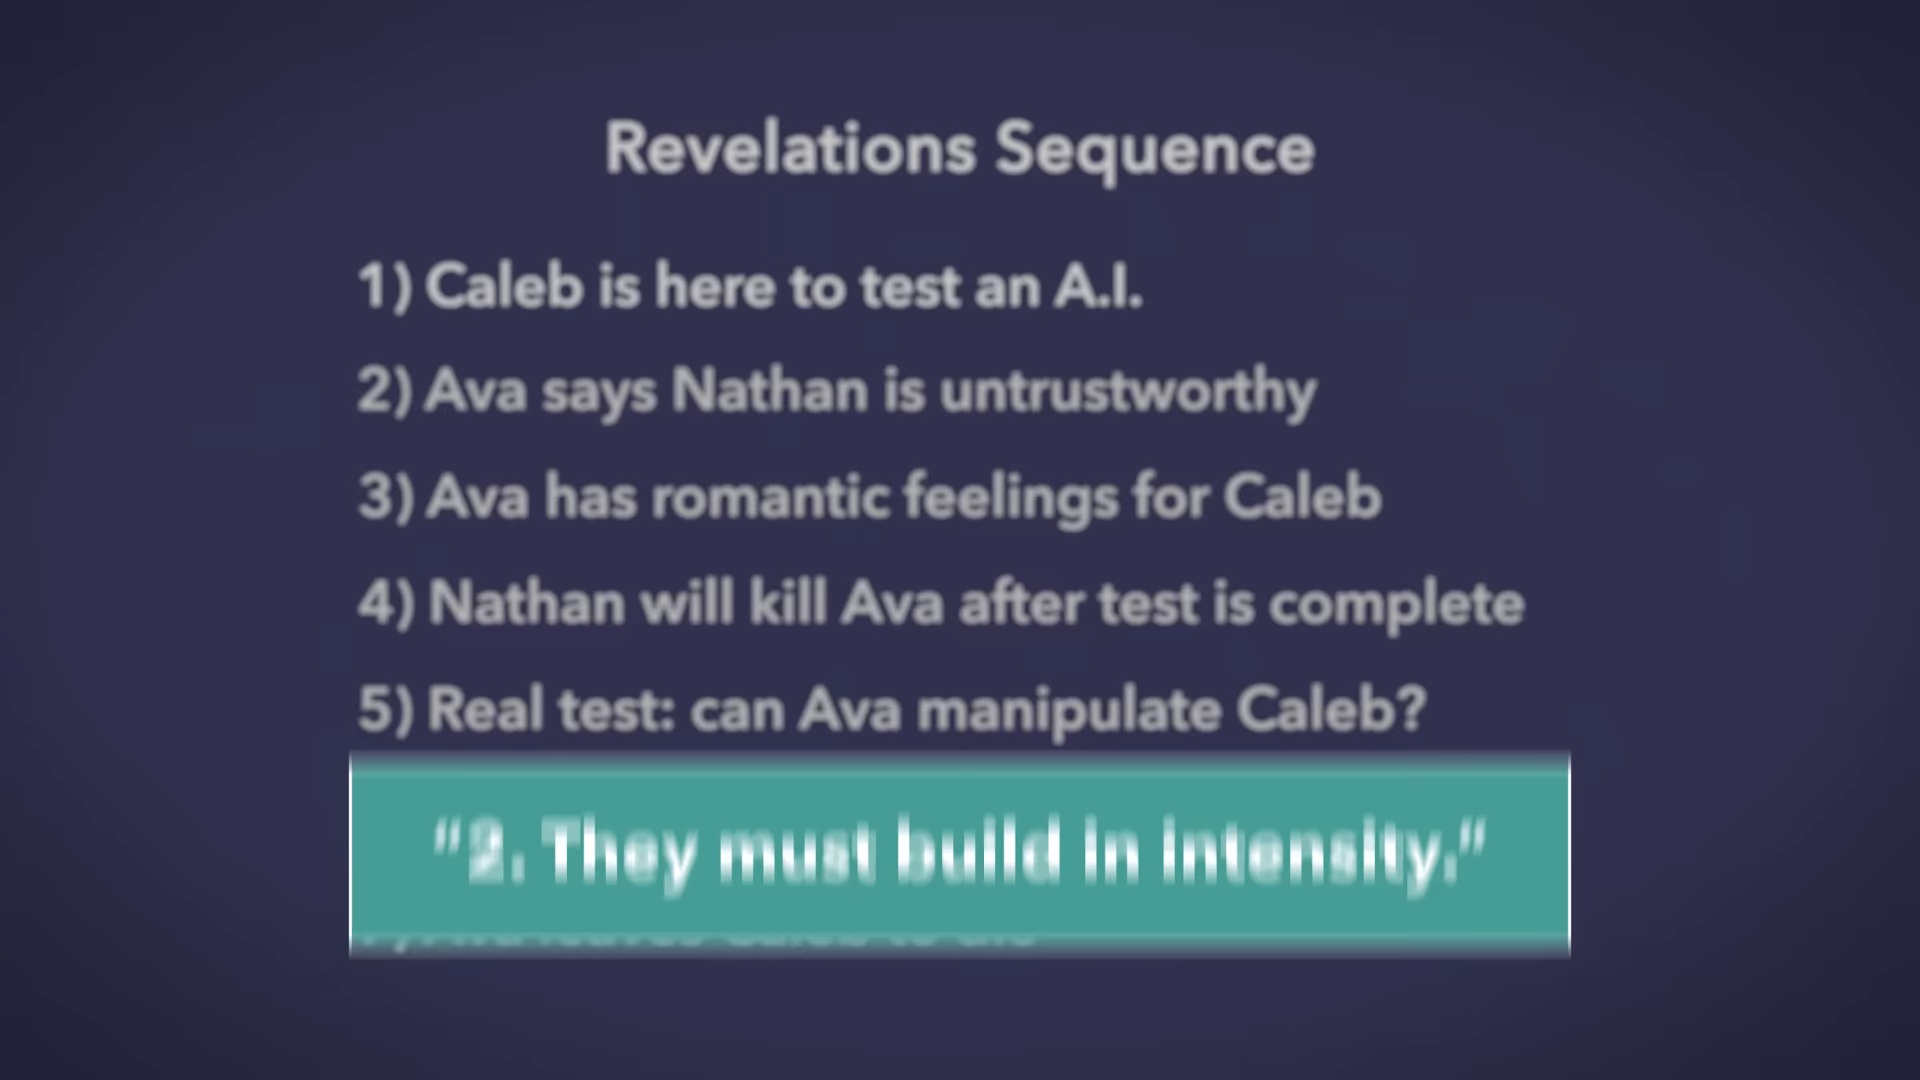 Revelations Sequence
1) Caleb is here to test an A.I.
2) Ava says Nathan is untrustworthy
3) Ava has romantic feelings for Caleb
4) Nathan will kill Ava after test is complete
5) Real test: can Ava manipulate Caleb?
"2. They must build in intensity."